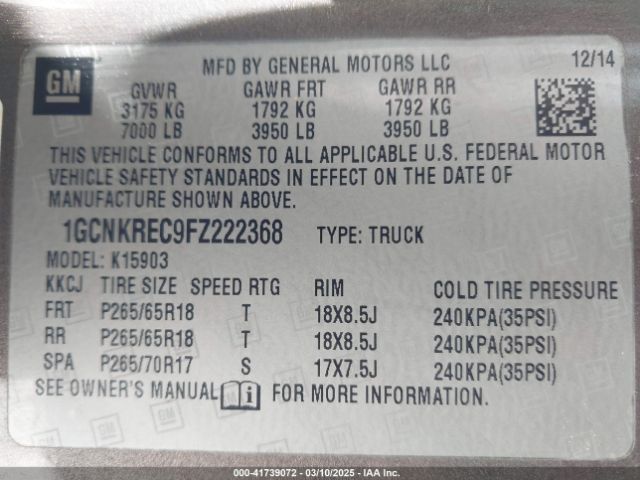 GM
MFD BY GENERAL MOTORS LLC 12/14
GVWR GAWR FRT GAWR RR
3175 KG 1792 KG 1792 KG
7000 LB 3950 LB 3950 LB
THIS VEHICLE CONFORMS TO ALL APPLICABLE U.S. FEDERAL MOTOR
VEHICLE SAFETY STANDARDS IN EFFECT ON THE DATE OF
MANUFACTURE SHOWN ABOVE.
1GCNKREC9FZ222368 TYPE: TRUCK
MODEL: K15903
KKCJ TIRE SIZE SPEED RTG RIM COLD TIRE PRESSURE
FRT P265/65R18 T 18X8.5J 240KPA(35PSI)
RR P265/65R18 T 18X8.5J 240KPA(35PSI)
SPA P265/70R17 S 17X7.5J 240KPA(35PSI)
SEE OWNER'S MANUAL FOR MORE INFORMATION.
000-41739072 — 03/10/2025 — IAA Inc.